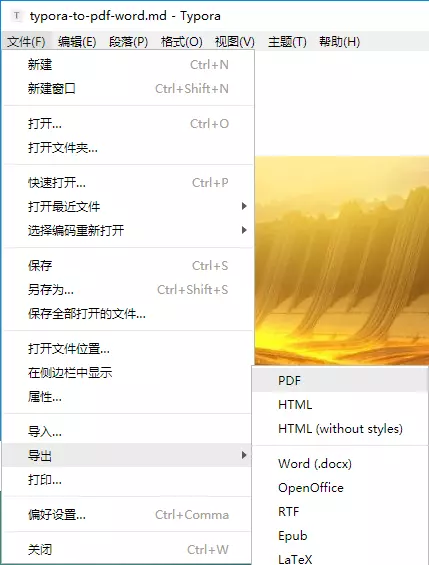 T typora-to-pdf-word.md - Typora
文件(F) 编辑(E) 段落(P) 格式(O) 视图(V) 主题(T) 帮助(H)
新建 Ctrl+N
新建窗口 Ctrl+Shift+N
打开... Ctrl+O
打开文件夹...
快速打开... Ctrl+P
打开最近文件
选择编码重新打开
保存 Ctrl+S
另存为... Ctrl+Shift+S
保存全部打开的文件...
打开文件位置...
在侧边栏中显示
属性...
导入...
导出
打印...
偏好设置... Ctrl+Comma
关闭 Ctrl+W
PDF
HTML
HTML (without styles)
Word (.docx)
OpenOffice
RTF
Epub
LaTeX